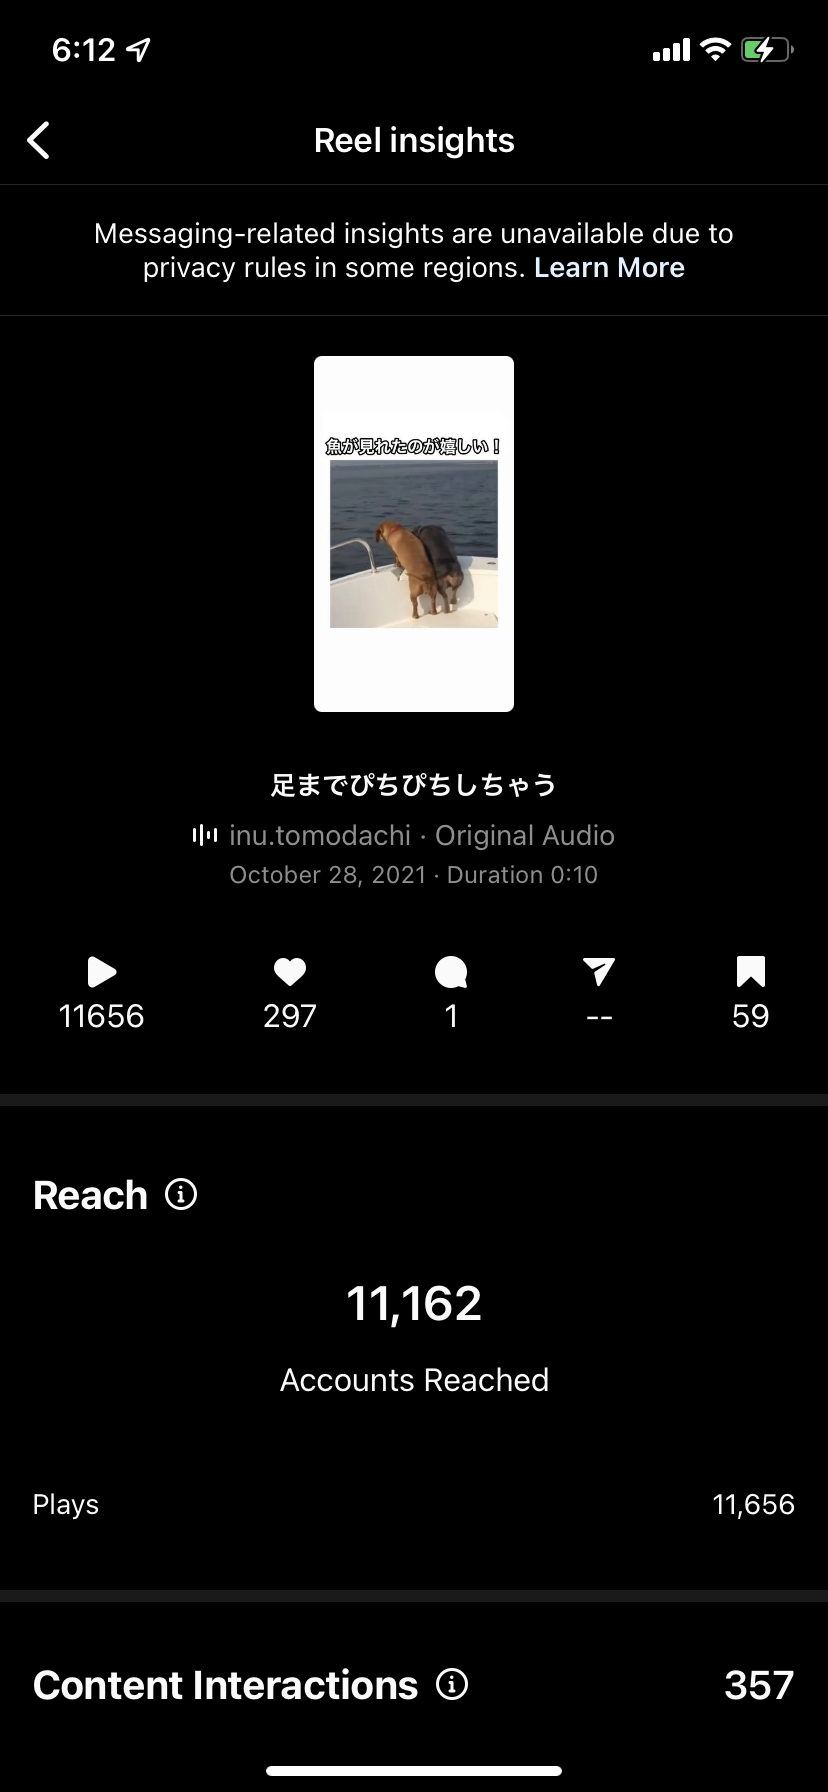 6:12
Reel insights
Messaging-related insights are unavailable due to
privacy rules in some regions. Learn More
魚が見れたのが嬉しい！
足までぴちぴちしちゃう
inu.tomodachi · Original Audio
October 28, 2021 · Duration 0:10
11656 297 1 -- 59
Reach
11,162
Accounts Reached
Plays 11,656
Content Interactions 357